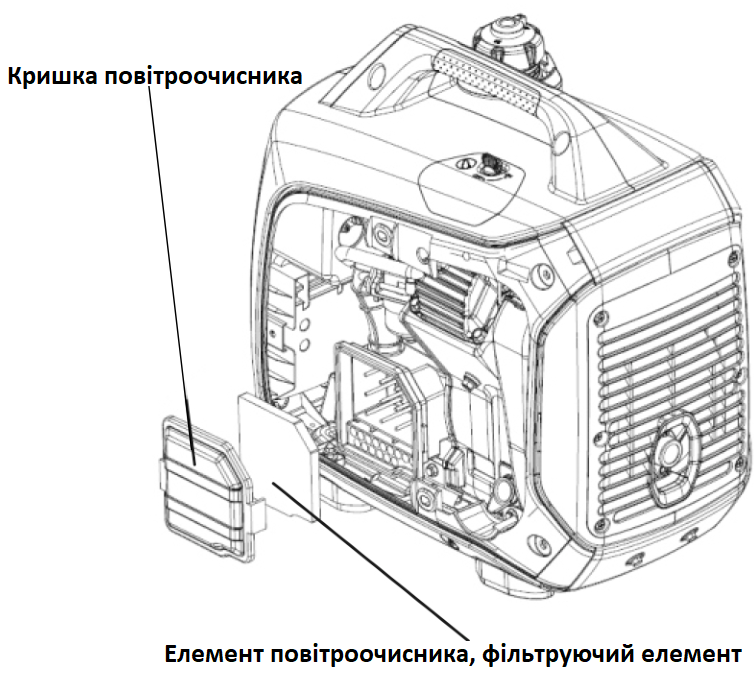 Кришка повітроочисника
Елемент повітроочисника, фільтруючий елемент